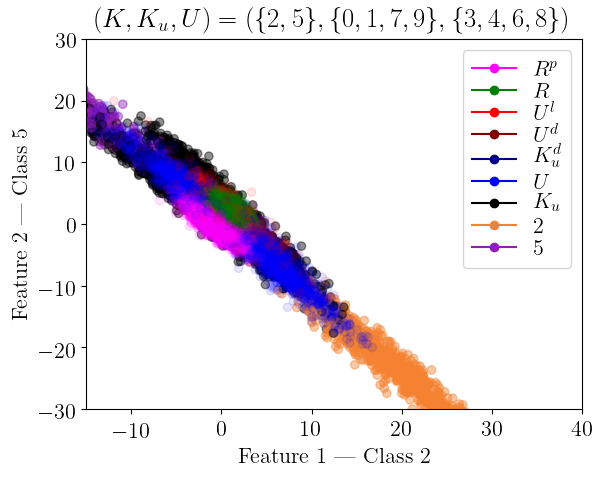 (K, K_u, U) = ({2, 5}, {0, 1, 7, 9}, {3, 4, 6, 8})
30
20
10
0
−10
−20
−30
Feature 2 — Class 5
R^p
R
U^l
U^d
K_u^d
U
K_u
2
5
−10
0
10
20
30
40
Feature 1 — Class 2